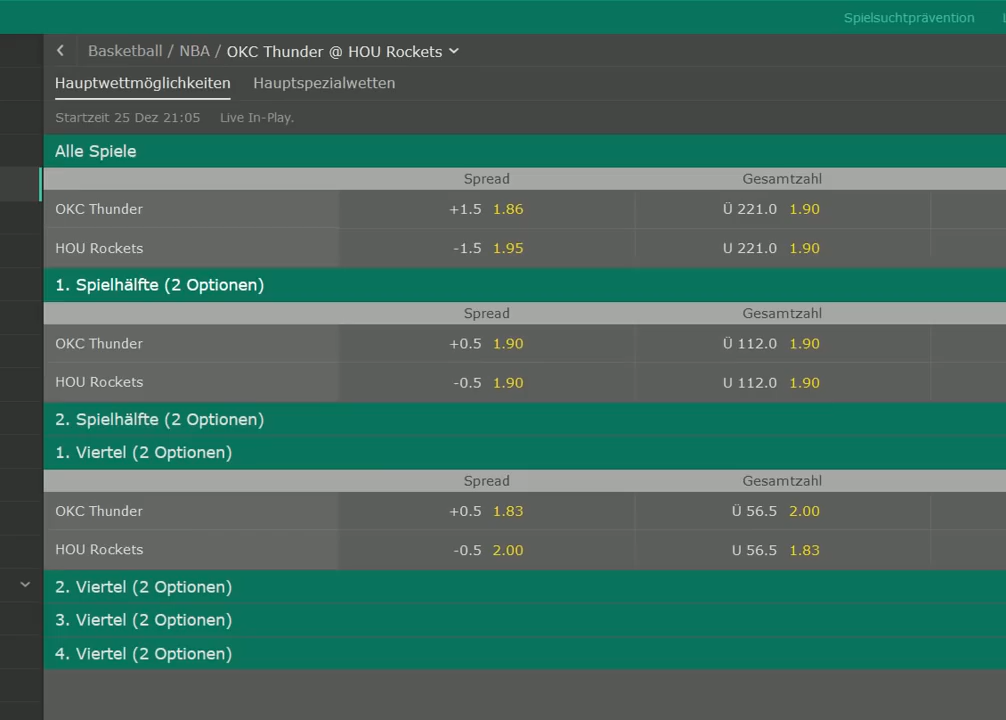 Spielsuchtprävention
Basketball / NBA / OKC Thunder @ HOU Rockets
Hauptwettmöglichkeiten Hauptspezialwetten
Startzeit 25 Dez 21:05 Live In-Play.
Alle Spiele
Spread Gesamtzahl
OKC Thunder +1.5 1.86 Ü 221.0 1.90
HOU Rockets -1.5 1.95 U 221.0 1.90
1. Spielhälfte (2 Optionen)
Spread Gesamtzahl
OKC Thunder +0.5 1.90 Ü 112.0 1.90
HOU Rockets -0.5 1.90 U 112.0 1.90
2. Spielhälfte (2 Optionen)
1. Viertel (2 Optionen)
Spread Gesamtzahl
OKC Thunder +0.5 1.83 Ü 56.5 2.00
HOU Rockets -0.5 2.00 U 56.5 1.83
2. Viertel (2 Optionen)
3. Viertel (2 Optionen)
4. Viertel (2 Optionen)